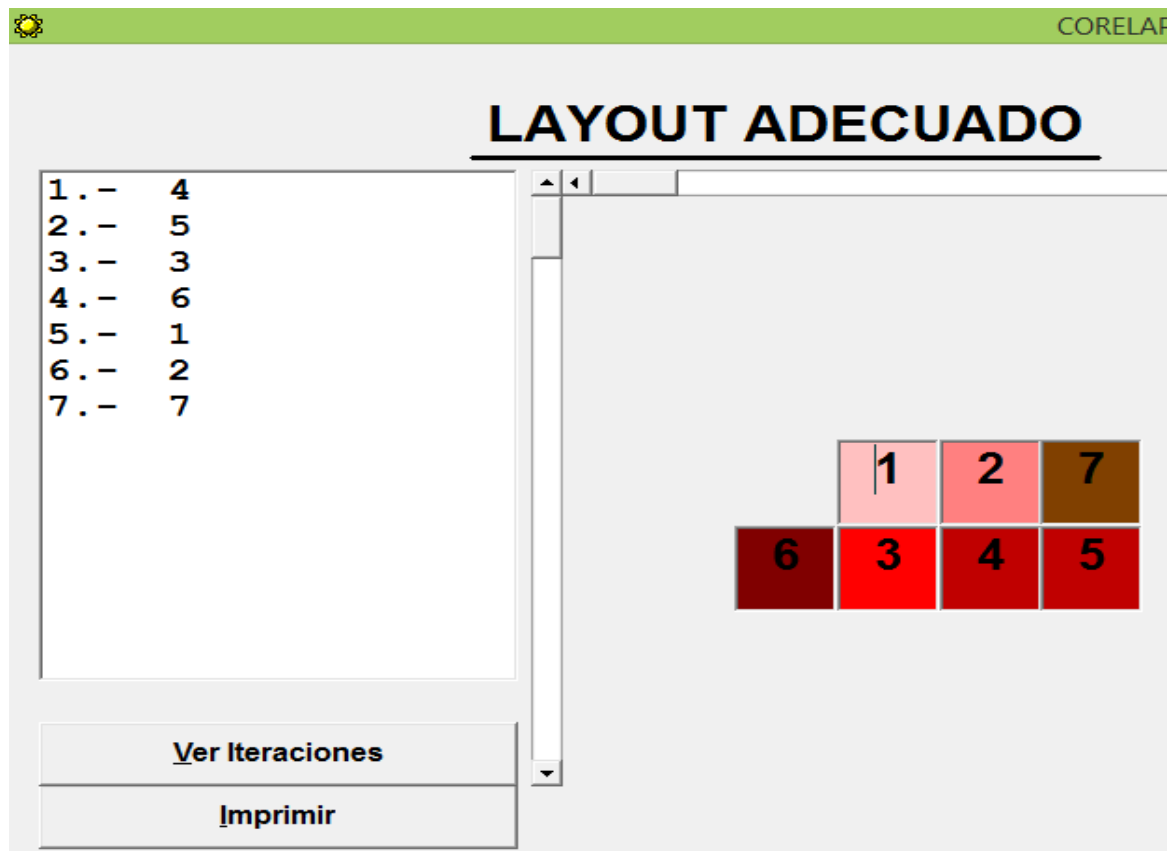 CORELAP
LAYOUT ADECUADO
1.- 4
2.- 5
3.- 3
4.- 6
5.- 1
6.- 2
7.- 7
1 2 7
6 3 4 5
Ver Iteraciones
Imprimir